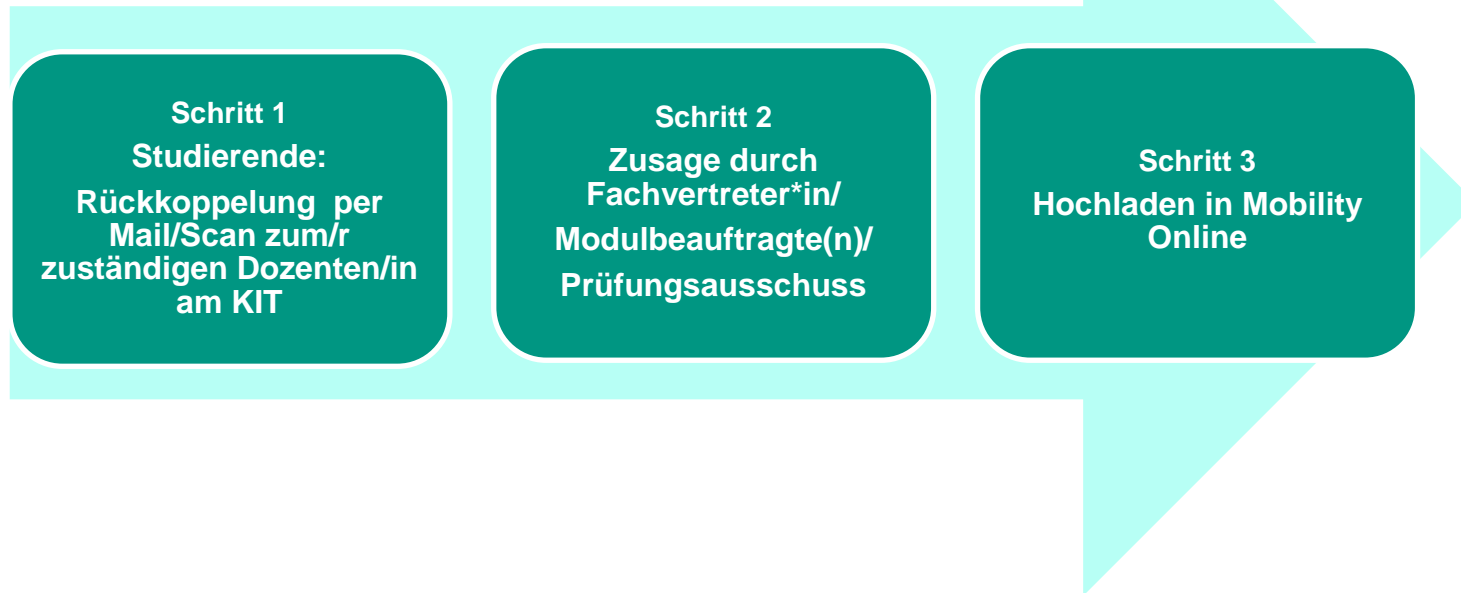 Schritt 1
Studierende:
Rückkoppelung per
Mail/Scan zum/r
zuständigen Dozenten/in
am KIT
Schritt 2
Zusage durch
Fachvertreter*in/
Modulbeauftragte(n)/
Prüfungsausschuss
Schritt 3
Hochladen in Mobility
Online